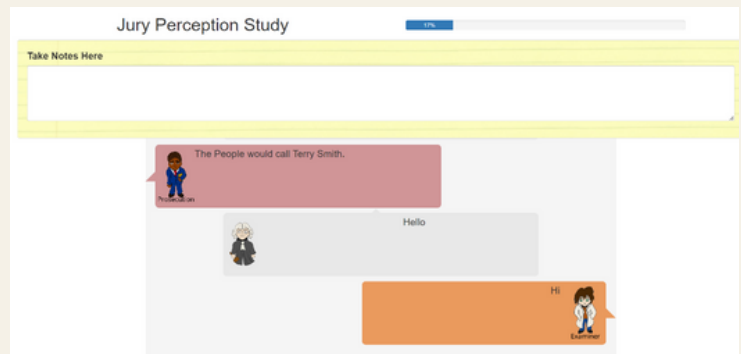 Jury Perception Study
17%
Take Notes Here
The People would call Terry Smith.
Prosecution
Hello
Hi
Examiner